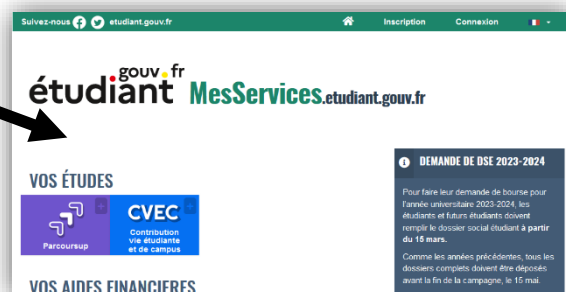 Suivez-nous etudiant.gouv.fr Inscription Connexion
gouv.fr
étudiant MesServices.etudiant.gouv.fr
VOS ÉTUDES
Parcoursup
CVEC
Contribution
vie étudiante
et de campus
VOS AIDES FINANCIERES
DEMANDE DE DSE 2023-2024
Pour faire leur demande de bourse pour
l'année universitaire 2023-2024, les
étudiants et futurs étudiants doivent
remplir le dossier social étudiant à partir
du 15 mars.
Comme les années précédentes, tous les
dossiers complets doivent être déposés
avant la fin de la campagne, le 15 mai.